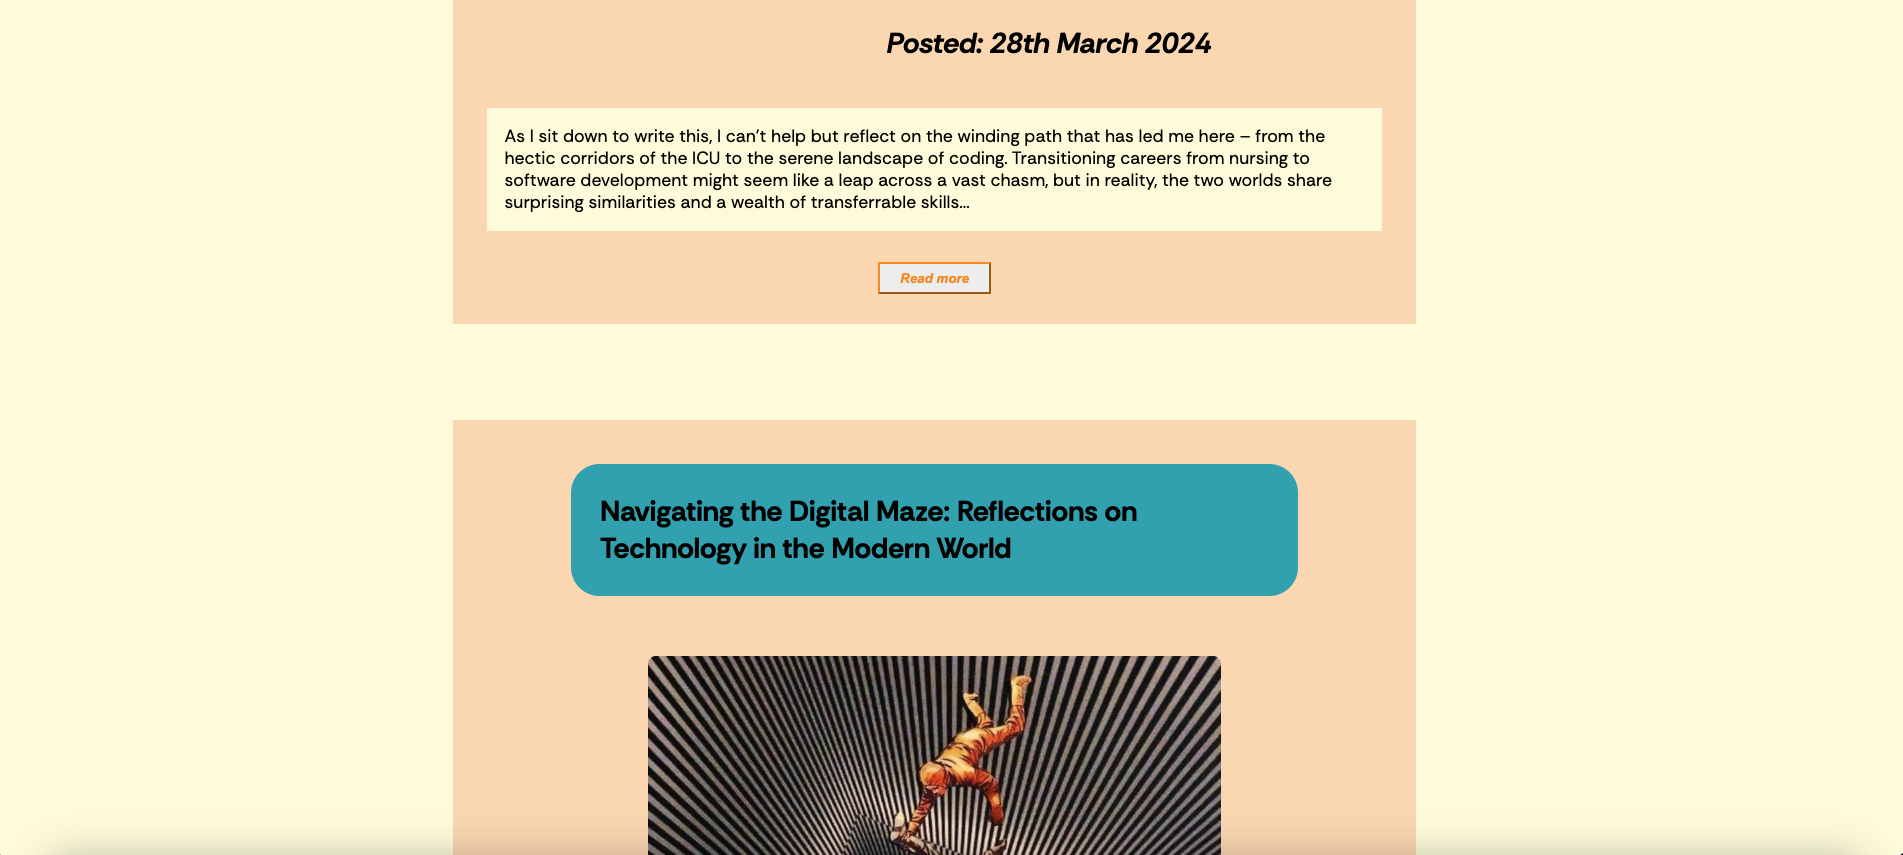 Posted: 28th March 2024
As I sit down to write this, I can't help but reflect on the winding path that has led me here – from the
hectic corridors of the ICU to the serene landscape of coding. Transitioning careers from nursing to
software development might seem like a leap across a vast chasm, but in reality, the two worlds share
surprising similarities and a wealth of transferrable skills...
Read more
Navigating the Digital Maze: Reflections on
Technology in the Modern World